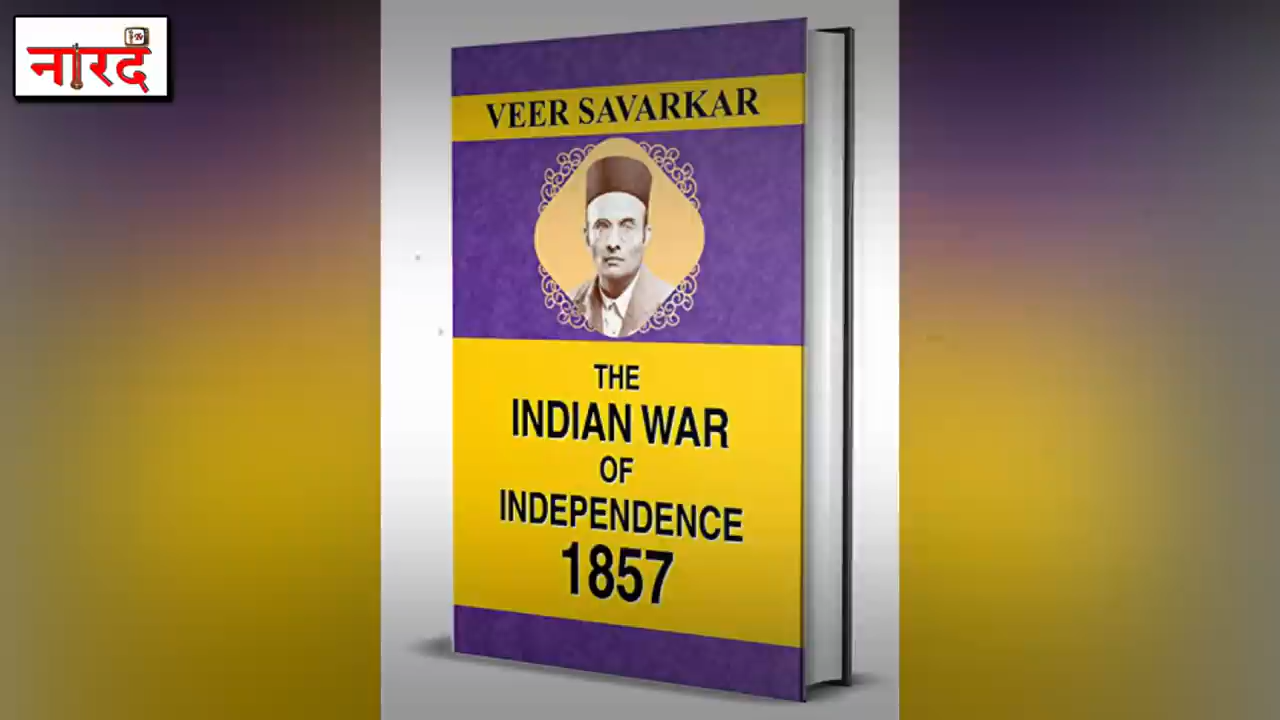 नारद
VEER SAVARKAR
THE
INDIAN WAR
OF
INDEPENDENCE
1857